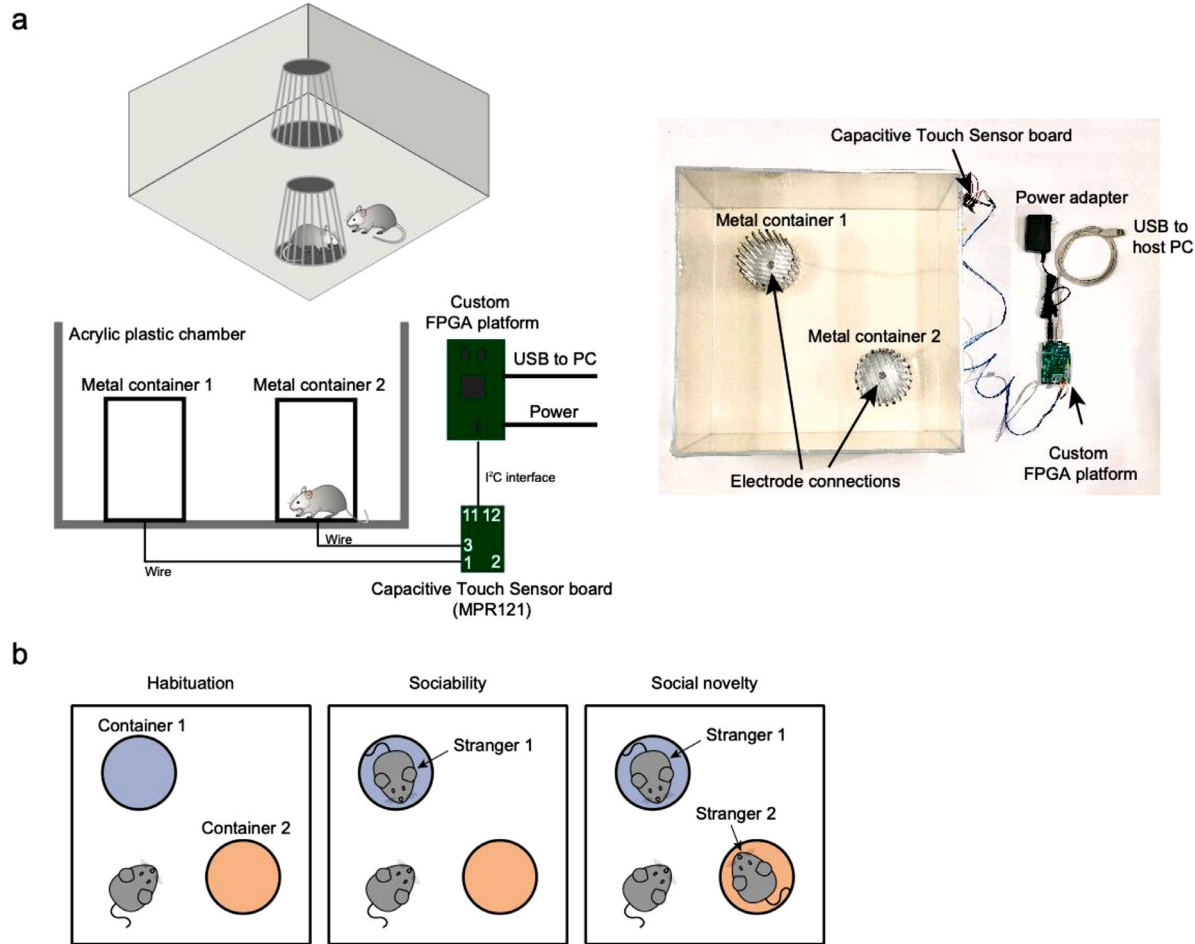 a
Acrylic plastic chamber
Metal container 1
Metal container 2
Custom
FPGA platform
USB to PC
Power
I²C interface
11 12
3
1 2
Wire
Wire
Capacitive Touch Sensor board
(MPR121)
Capacitive Touch Sensor board
Power adapter
USB to
host PC
Metal container 1
Metal container 2
Electrode connections
Custom
FPGA platform
b
Habituation
Container 1
Container 2
Sociability
Stranger 1
Social novelty
Stranger 1
Stranger 2